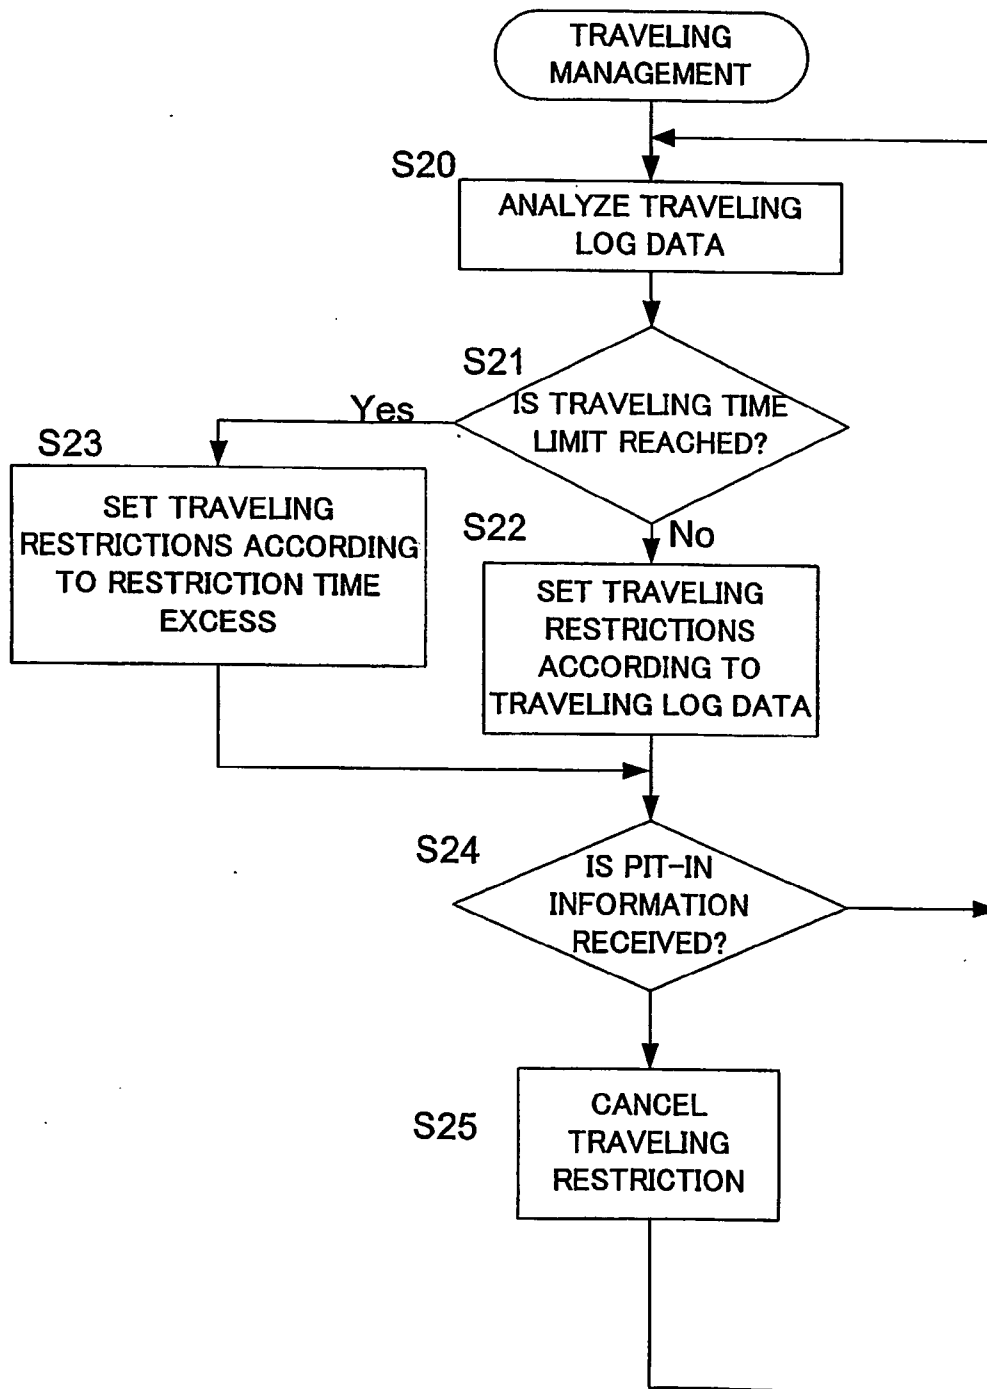 TRAVELING
MANAGEMENT
S20
ANALYZE TRAVELING
LOG DATA
S21
IS TRAVELING TIME
LIMIT REACHED?
Yes
S23
SET TRAVELING
RESTRICTIONS ACCORDING
TO RESTRICTION TIME
EXCESS
No
S22
SET TRAVELING
RESTRICTIONS
ACCORDING TO
TRAVELING LOG DATA
S24
IS PIT-IN
INFORMATION
RECEIVED?
S25
CANCEL
TRAVELING
RESTRICTION